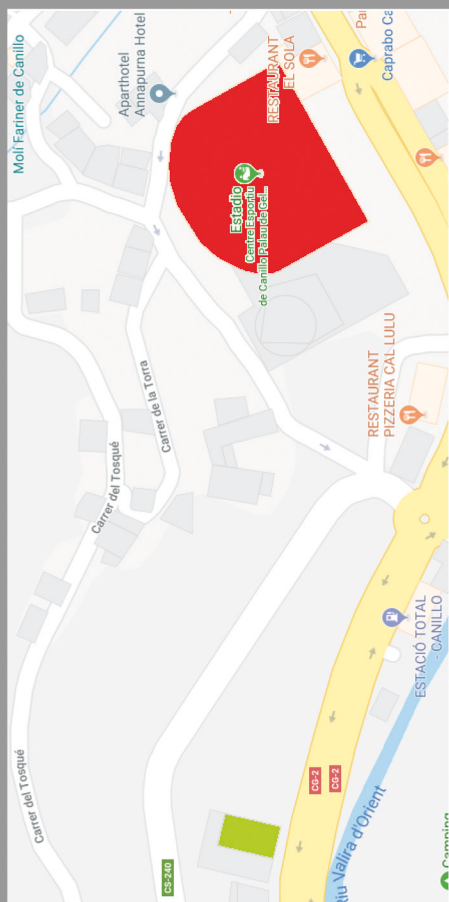 Molí Fariner de Canillo
Aparthotel
Annapurna Hotel
RESTAURANT
EL SOLA
Caprabo Ca
Estadio
Centre Esportiu
de Canillo Palau de Gel...
RESTAURANT
PIZZERIA CAL LULU
Carrer de la Torra
Carrer del Tosqué
ESTACIÓ TOTAL
- CANILLO
Carrer del Tosqué
CG-2
CG-2
CS-240
Riu Valira d'Orient
Camping